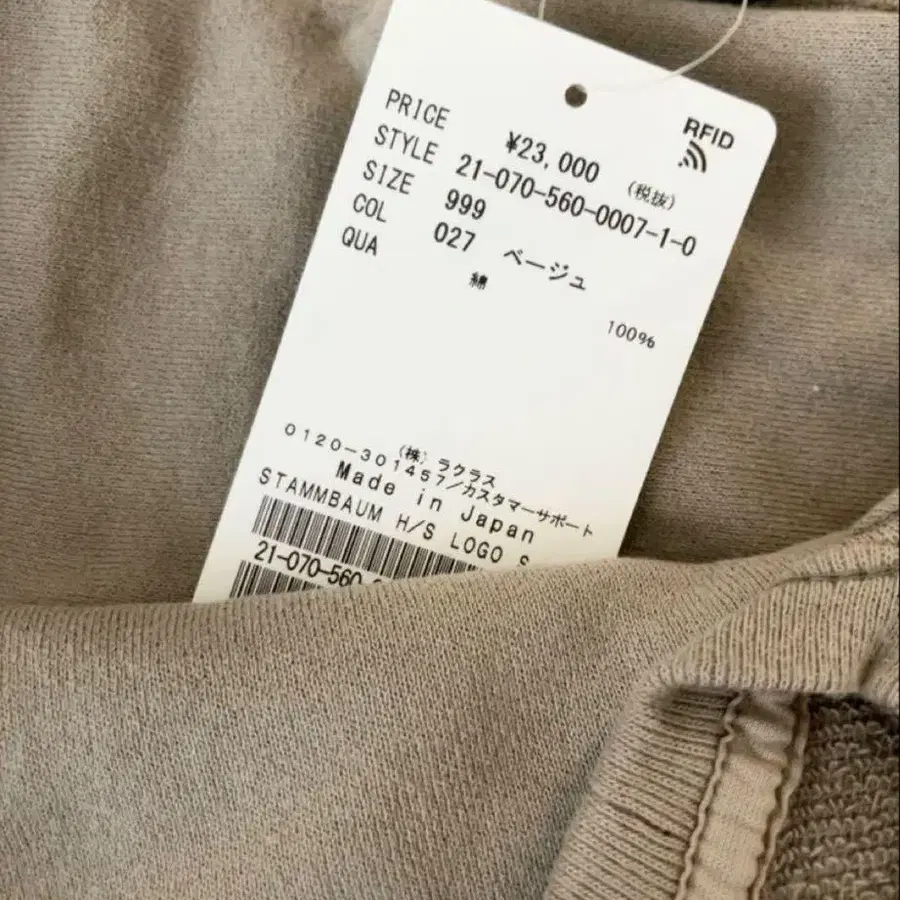 RFID
PRICE ¥23,000 (税抜)
STYLE 21-070-560-0007-1-0
SIZE 999
COL 027 ベージュ
QUA 綿 100%
(株) ラクラス
0120-301457/カスタマーサポート
Made in Japan
STAMMBAUM H/S LOGO S
21-070-560